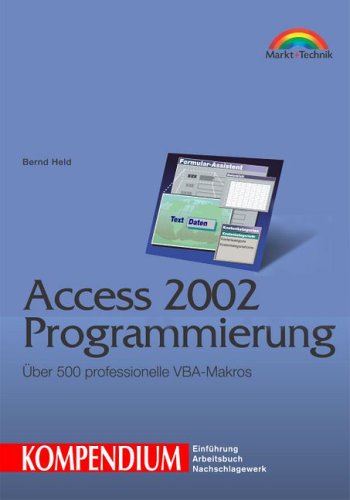 Markt+Technik
Bernd Held
Formular-Assistent
Text Daten
Kontenkategorien
Access 2002
Programmierung
Über 500 professionelle VBA-Makros
KOMPENDIUM
Einführung
Arbeitsbuch
Nachschlagewerk